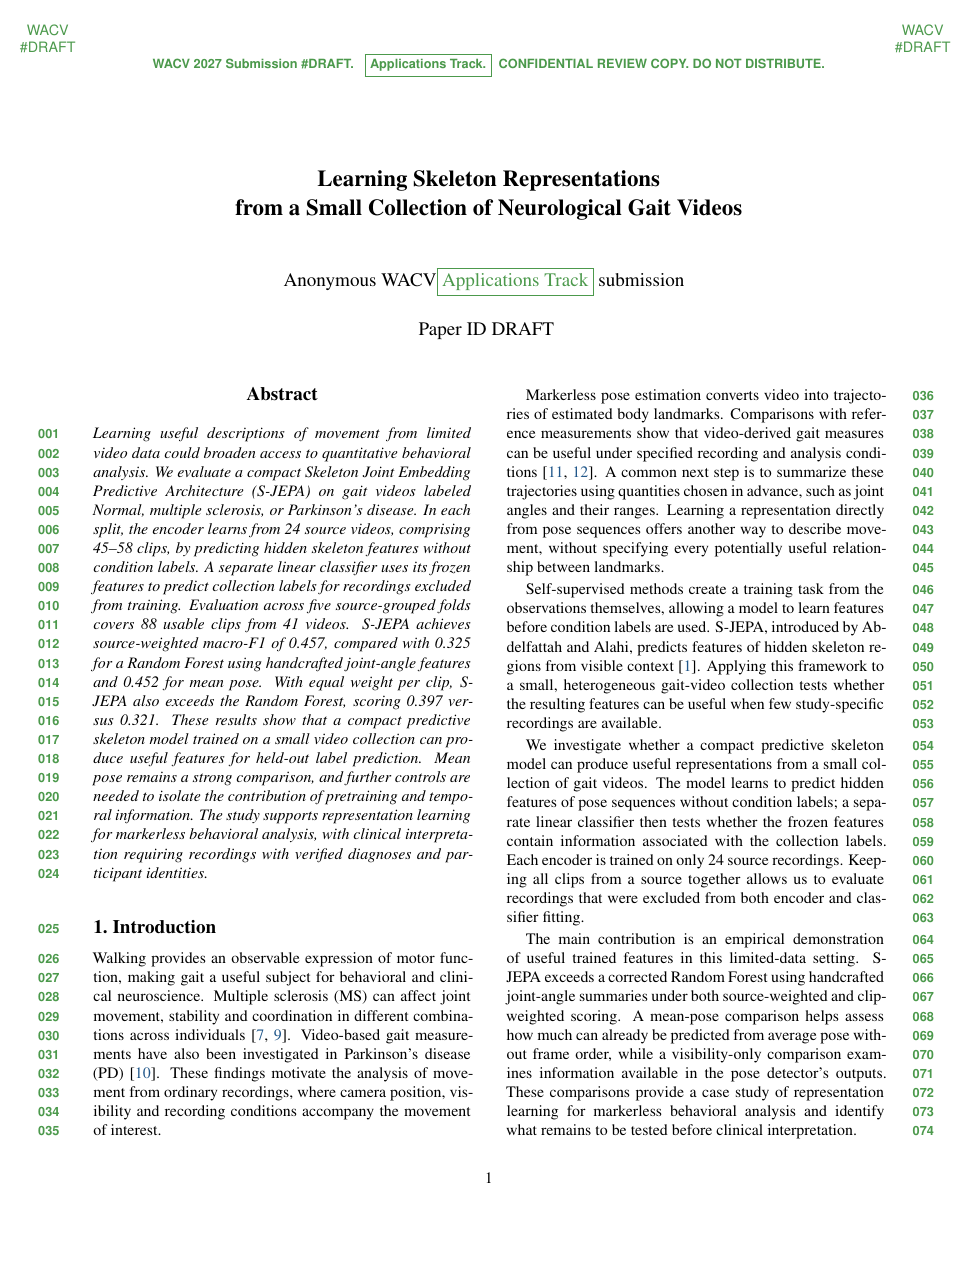 WACV
#DRAFT
WACV 2027 Submission #DRAFT. Applications Track. CONFIDENTIAL REVIEW COPY. DO NOT DISTRIBUTE.
WACV
#DRAFT
Learning Skeleton Representations
from a Small Collection of Neurological Gait Videos
Anonymous WACV Applications Track submission
Paper ID DRAFT
Abstract
001 Learning useful descriptions of movement from limited
002 video data could broaden access to quantitative behavioral
003 analysis. We evaluate a compact Skeleton Joint Embedding
004 Predictive Architecture (S-JEPA) on gait videos labeled
005 Normal, multiple sclerosis, or Parkinson's disease. In each
006 split, the encoder learns from 24 source videos, comprising
007 45–58 clips, by predicting hidden skeleton features without
008 condition labels. A separate linear classifier uses its frozen
009 features to predict collection labels for recordings excluded
010 from training. Evaluation across five source-grouped folds
011 covers 88 usable clips from 41 videos. S-JEPA achieves
012 source-weighted macro-F1 of 0.457, compared with 0.325
013 for a Random Forest using handcrafted joint-angle features
014 and 0.452 for mean pose. With equal weight per clip, S-
015 JEPA also exceeds the Random Forest, scoring 0.397 ver-
016 sus 0.321. These results show that a compact predictive
017 skeleton model trained on a small video collection can pro-
018 duce useful features for held-out label prediction. Mean
019 pose remains a strong comparison, and further controls are
020 needed to isolate the contribution of pretraining and tempo-
021 ral information. The study supports representation learning
022 for markerless behavioral analysis, with clinical interpreta-
023 tion requiring recordings with verified diagnoses and par-
024 ticipant identities.
025 1. Introduction
026 Walking provides an observable expression of motor func-
027 tion, making gait a useful subject for behavioral and clini-
028 cal neuroscience. Multiple sclerosis (MS) can affect joint
029 movement, stability and coordination in different combina-
030 tions across individuals [7, 9]. Video-based gait measure-
031 ments have also been investigated in Parkinson's disease
032 (PD) [10]. These findings motivate the analysis of move-
033 ment from ordinary recordings, where camera position, vis-
034 ibility and recording conditions accompany the movement
035 of interest.
Markerless pose estimation converts video into trajecto- 036
ries of estimated body landmarks. Comparisons with refer- 037
ence measurements show that video-derived gait measures 038
can be useful under specified recording and analysis condi- 039
tions [11, 12]. A common next step is to summarize these 040
trajectories using quantities chosen in advance, such as joint 041
angles and their ranges. Learning a representation directly 042
from pose sequences offers another way to describe move- 043
ment, without specifying every potentially useful relation- 044
ship between landmarks. 045
Self-supervised methods create a training task from the 046
observations themselves, allowing a model to learn features 047
before condition labels are used. S-JEPA, introduced by Ab- 048
delfattah and Alahi, predicts features of hidden skeleton re- 049
gions from visible context [1]. Applying this framework to 050
a small, heterogeneous gait-video collection tests whether 051
the resulting features can be useful when few study-specific 052
recordings are available. 053
We investigate whether a compact predictive skeleton 054
model can produce useful representations from a small col- 055
lection of gait videos. The model learns to predict hidden 056
features of pose sequences without condition labels; a sepa- 057
rate linear classifier then tests whether the frozen features 058
contain information associated with the collection labels. 059
Each encoder is trained on only 24 source recordings. Keep- 060
ing all clips from a source together allows us to evaluate 061
recordings that were excluded from both encoder and clas- 062
sifier fitting. 063
The main contribution is an empirical demonstration 064
of useful trained features in this limited-data setting. S- 065
JEPA exceeds a corrected Random Forest using handcrafted 066
joint-angle summaries under both source-weighted and clip- 067
weighted scoring. A mean-pose comparison helps assess 068
how much can already be predicted from average pose with- 069
out frame order, while a visibility-only comparison exam- 070
ines information available in the pose detector's outputs. 071
These comparisons provide a case study of representation 072
learning for markerless behavioral analysis and identify 073
what remains to be tested before clinical interpretation. 074
1